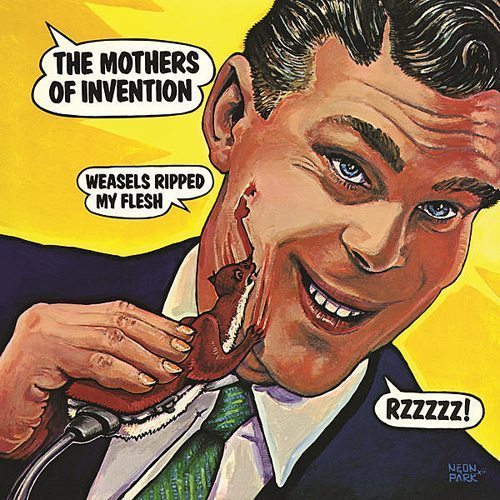 THE MOTHERS
OF INVENTION
WEASELS RIPPED
MY FLESH
RZZZZZ!
NEON
PARK